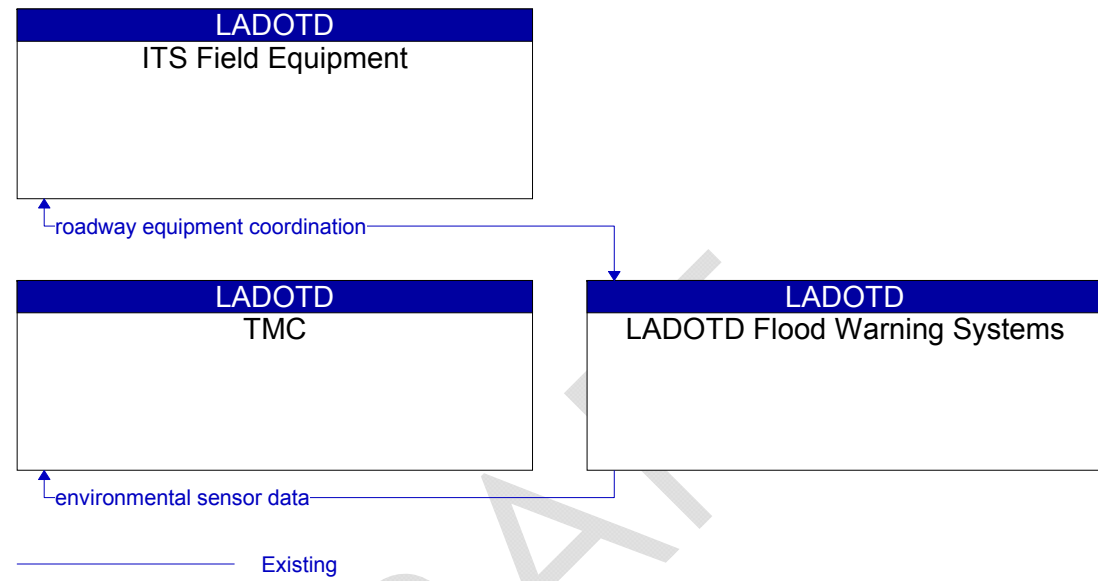 LADOTD
ITS Field Equipment
roadway equipment coordination
LADOTD
TMC
LADOTD
LADOTD Flood Warning Systems
environmental sensor data
Existing